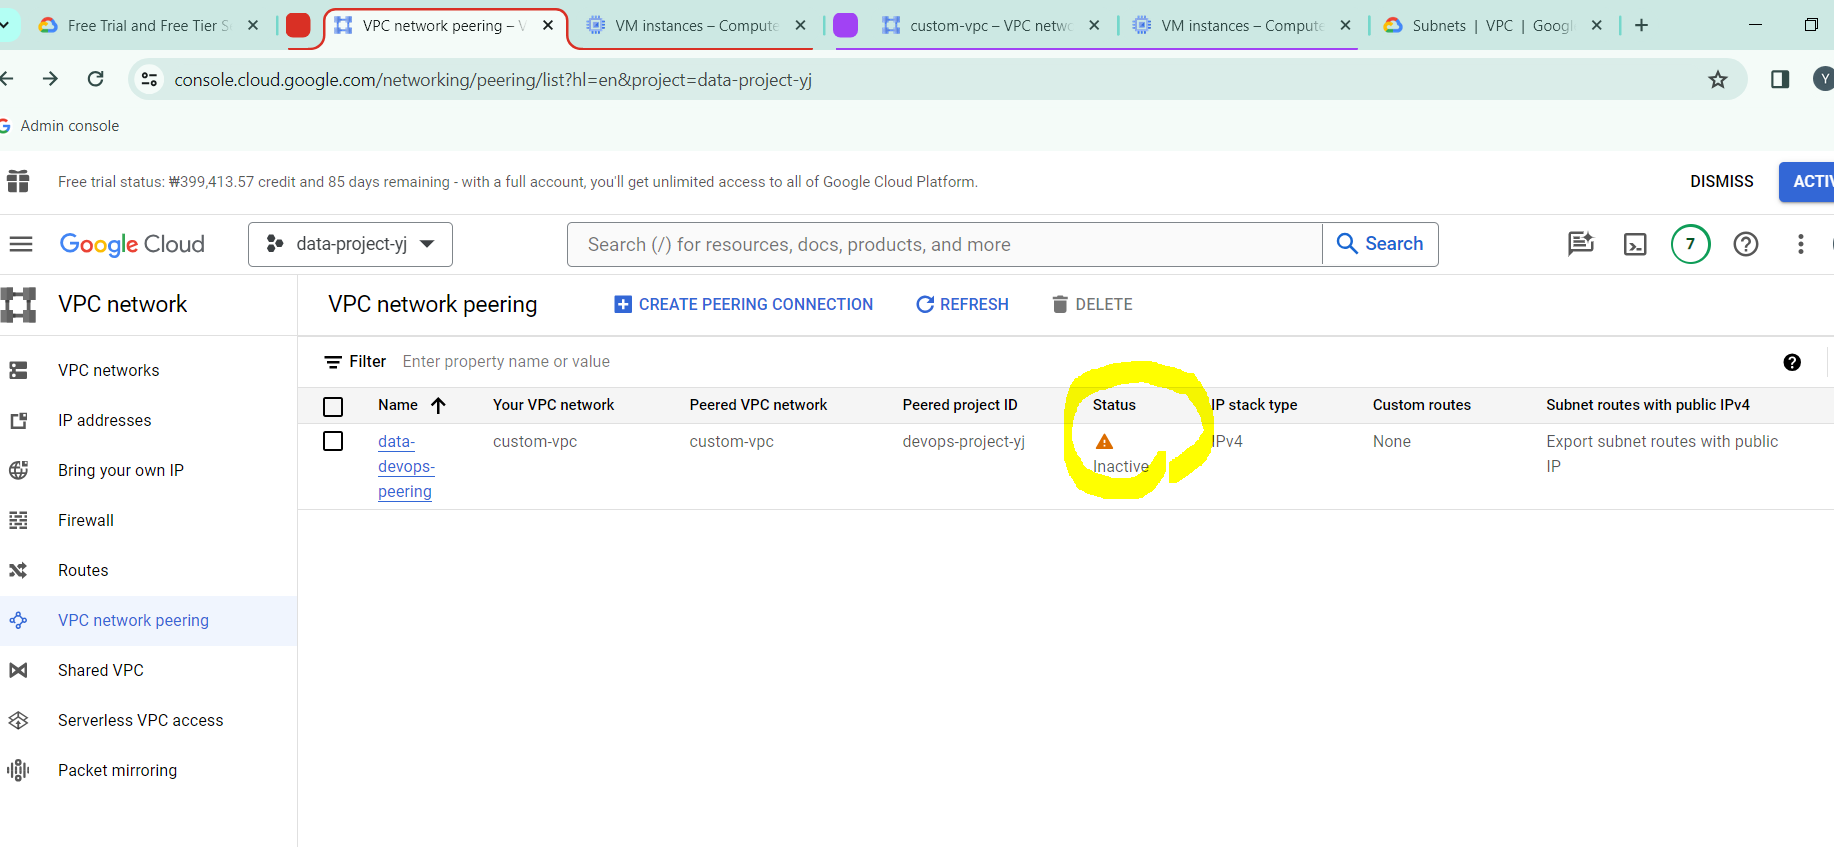 Free Trial and Free Tier S
VPC network peering – V
VM instances – Compute
custom-vpc – VPC netwo
VM instances – Compute
Subnets | VPC | Googl
console.cloud.google.com/networking/peering/list?hl=en&project=data-project-yj
Y
Admin console
Free trial status: ₩399,413.57 credit and 85 days remaining - with a full account, you'll get unlimited access to all of Google Cloud Platform.
DISMISS
ACTIV
Google Cloud
data-project-yj
Search (/) for resources, docs, products, and more
Search
7
VPC network
VPC network peering
CREATE PEERING CONNECTION
REFRESH
DELETE
VPC networks
IP addresses
Bring your own IP
Firewall
Routes
VPC network peering
Shared VPC
Serverless VPC access
Packet mirroring
Filter Enter property name or value
Name Your VPC network Peered VPC network Peered project ID Status IP stack type Custom routes Subnet routes with public IPv4
data- custom-vpc custom-vpc devops-project-yj IPv4 None Export subnet routes with public
devops- Inactive IP
peering